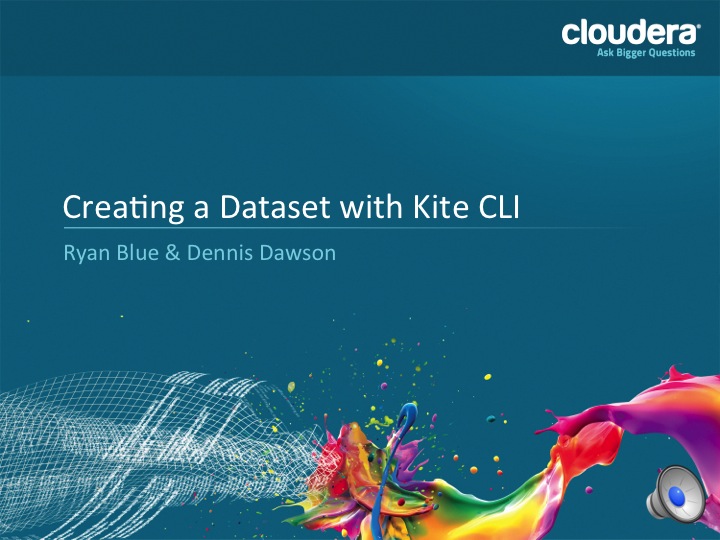 cloudera®
Ask Bigger Questions
Creating a Dataset with Kite CLI
Ryan Blue & Dennis Dawson